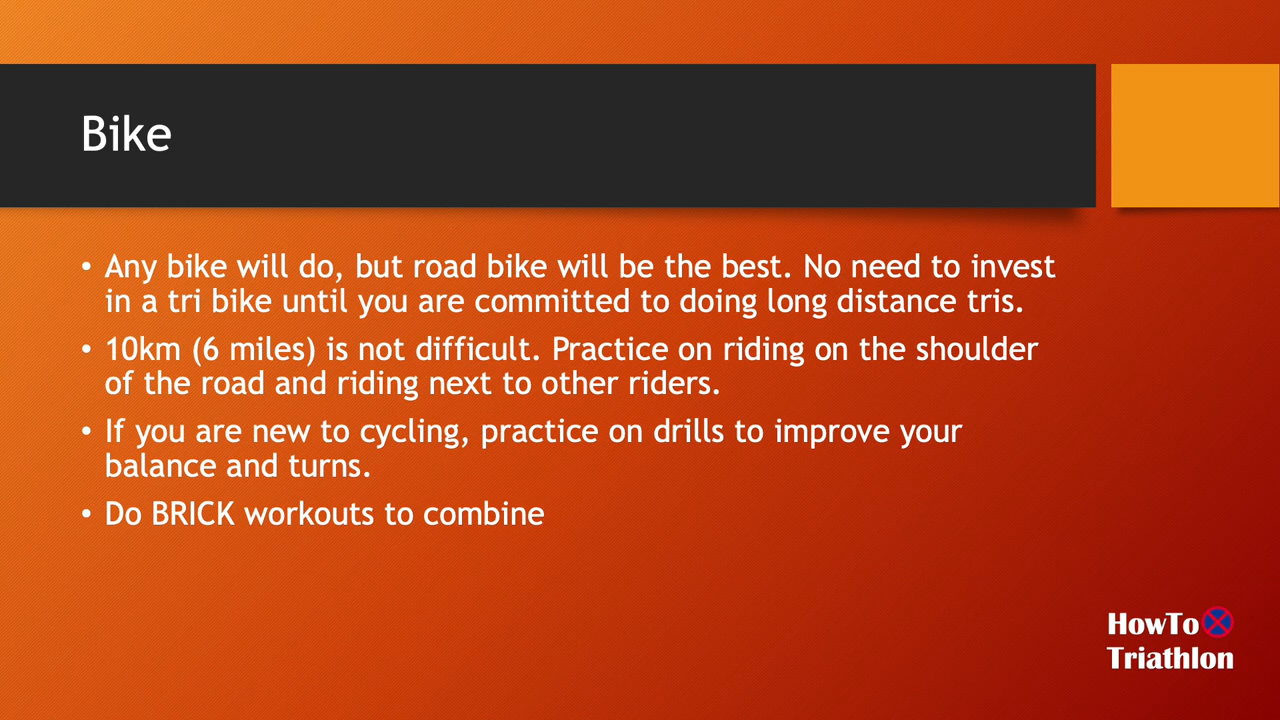 Bike
• Any bike will do, but road bike will be the best. No need to invest
in a tri bike until you are committed to doing long distance tris.
• 10km (6 miles) is not difficult. Practice on riding on the shoulder
of the road and riding next to other riders.
• If you are new to cycling, practice on drills to improve your
balance and turns.
• Do BRICK workouts to combine
HowTo
Triathlon